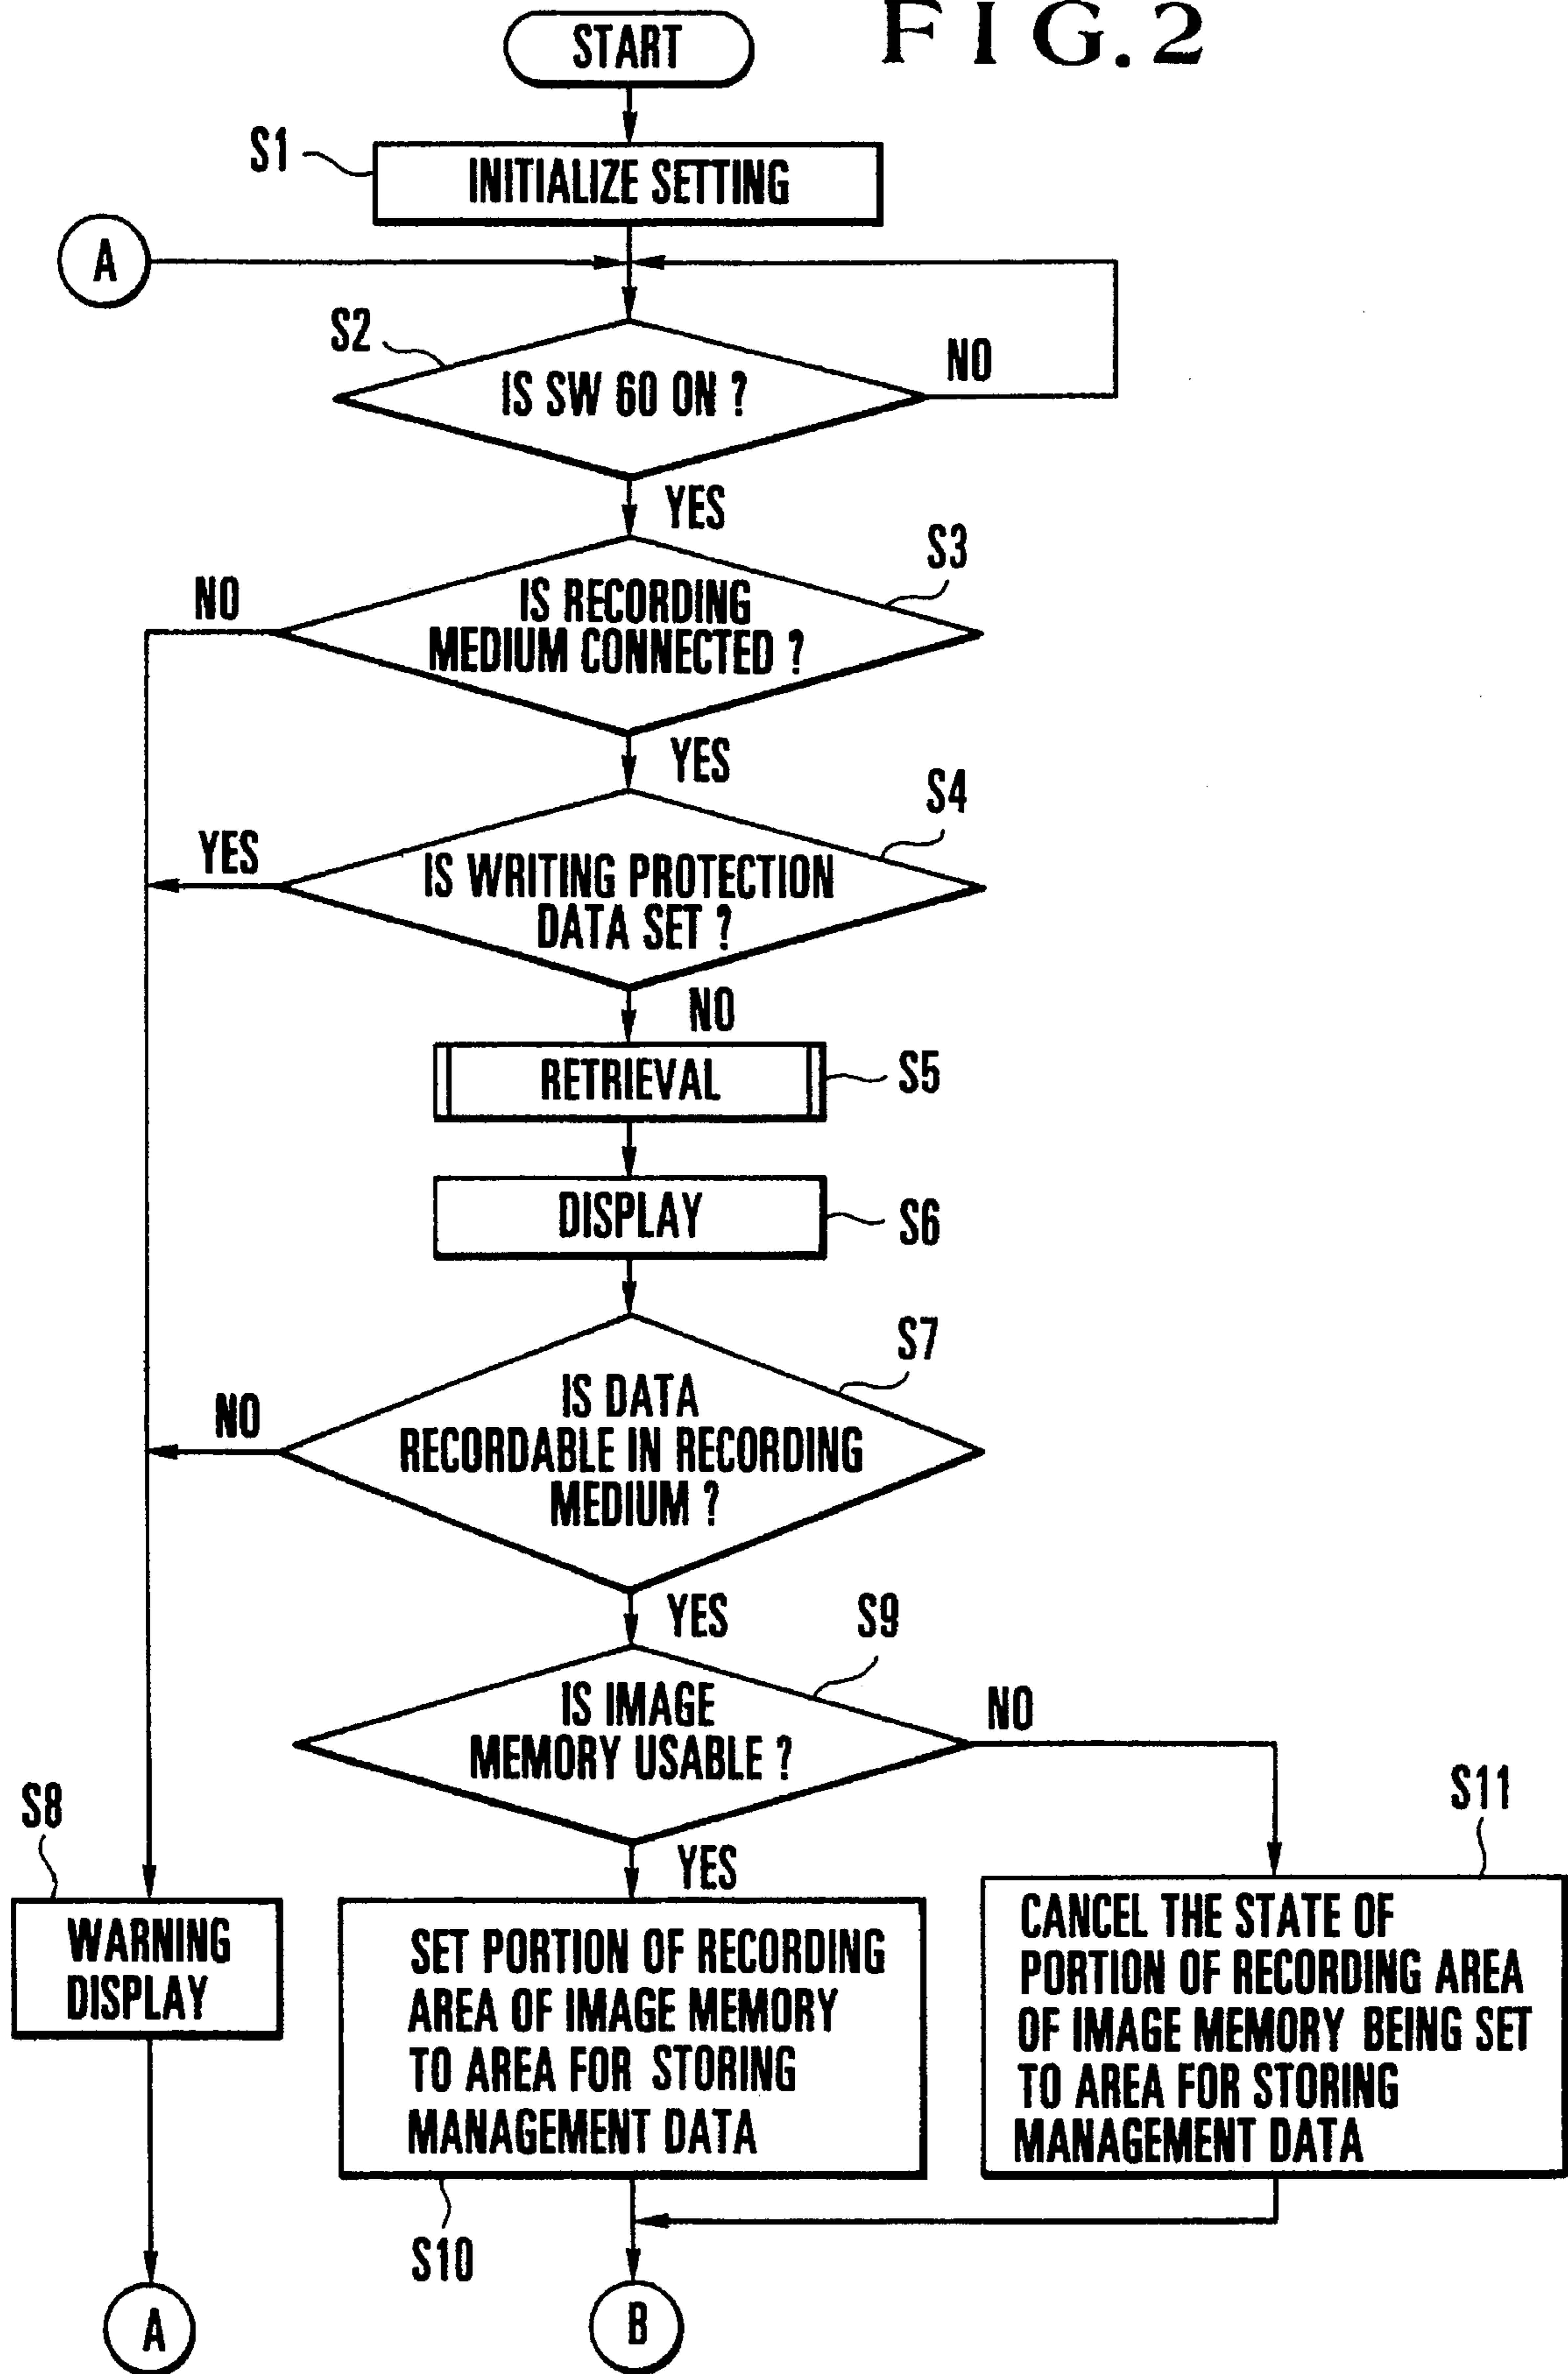 FIG.2
START
S1
INITIALIZE SETTING
A
S2
IS SW 60 ON ?
NO
YES
S3
NO
IS RECORDING
MEDIUM CONNECTED ?
YES
S4
YES
IS WRITING PROTECTION
DATA SET ?
NO
RETRIEVAL
S5
DISPLAY
S6
S7
NO
IS DATA
RECORDABLE IN RECORDING
MEDIUM ?
YES
S9
IS IMAGE
MEMORY USABLE ?
NO
YES
S8
WARNING
DISPLAY
SET PORTION OF RECORDING
AREA OF IMAGE MEMORY
TO AREA FOR STORING
MANAGEMENT DATA
S10
S11
CANCEL THE STATE OF
PORTION OF RECORDING AREA
OF IMAGE MEMORY BEING SET
TO AREA FOR STORING
MANAGEMENT DATA
A
B